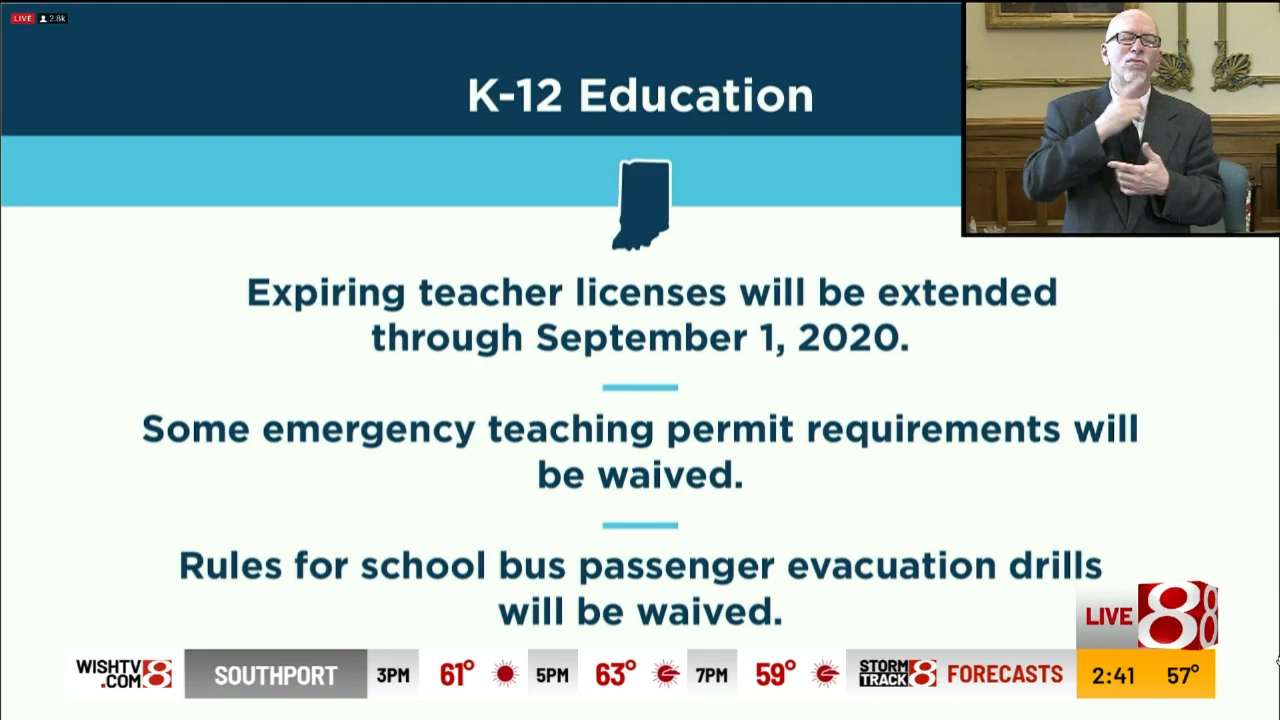 LIVE 2.8k
K-12 Education
Expiring teacher licenses will be extended
through September 1, 2020.
Some emergency teaching permit requirements will
be waived.
Rules for school bus passenger evacuation drills
will be waived.
LIVE 8
WISHTV8.COM SOUTHPORT 3PM 61° 5PM 63° 7PM 59° STORM TRACK 8 FORECASTS 2:41 57°